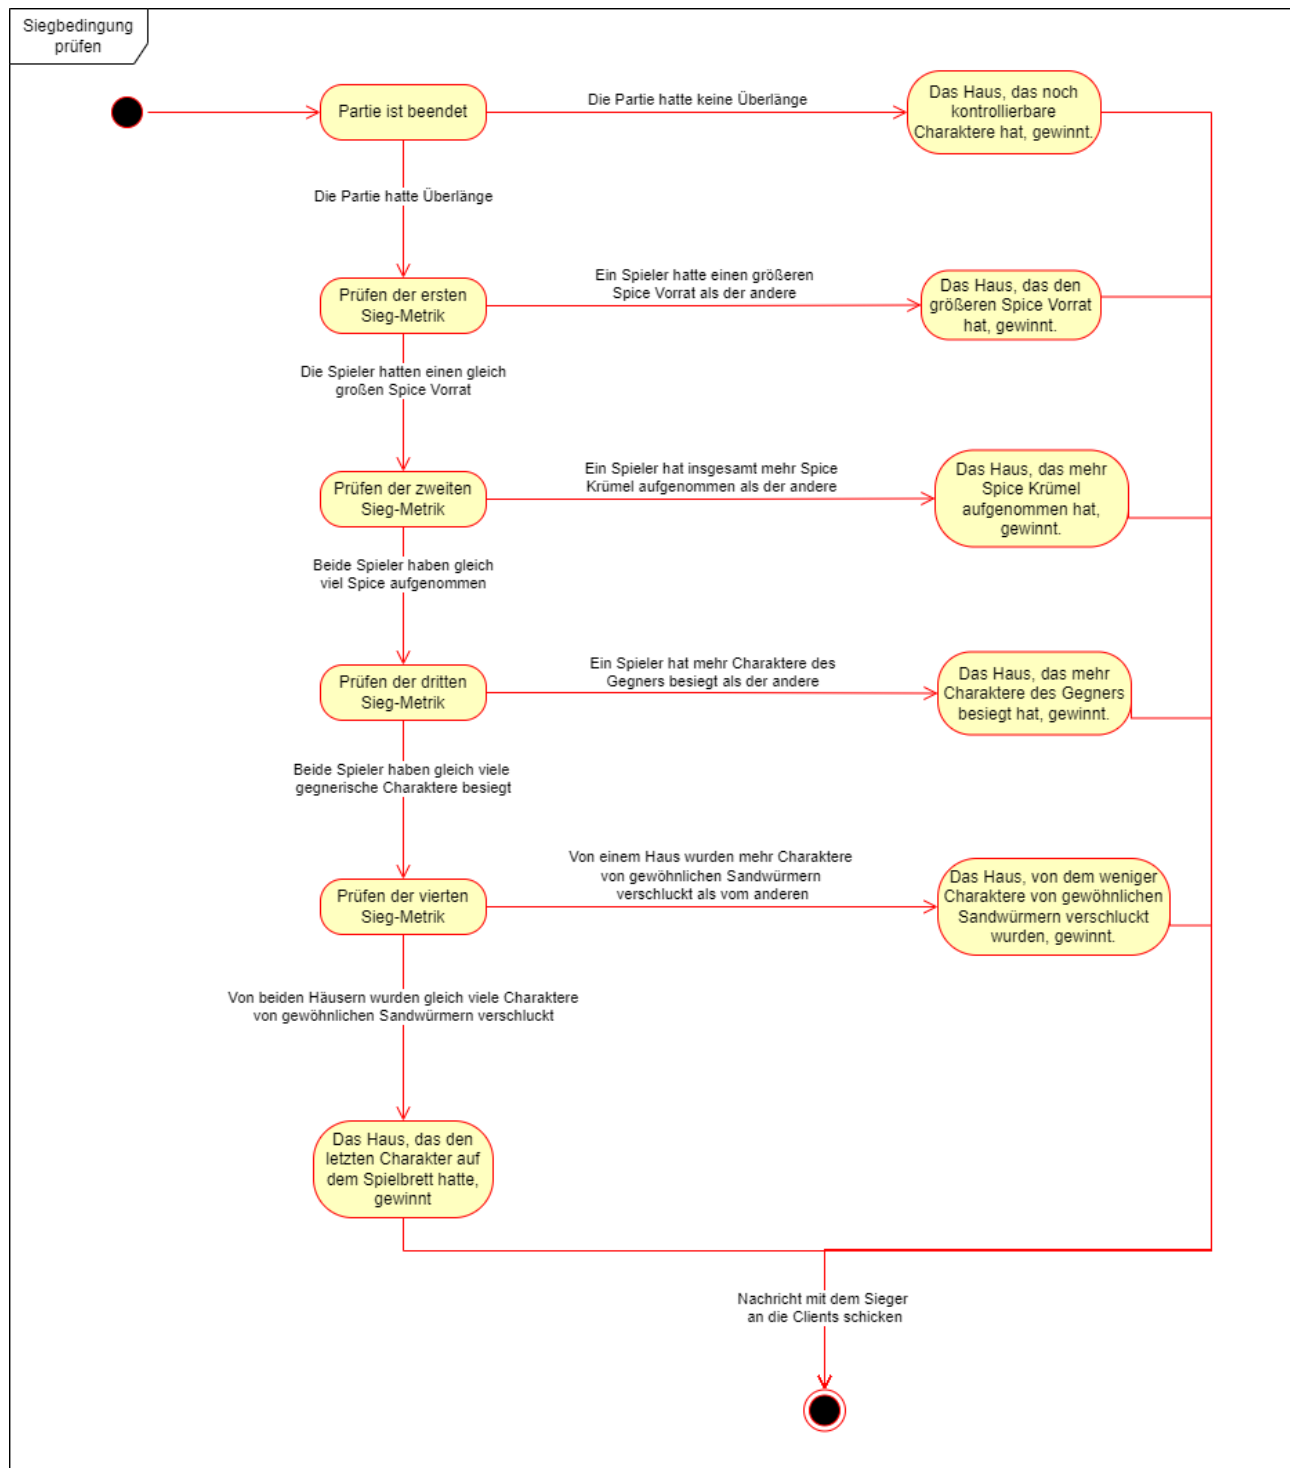 Siegbedingung
prüfen
Partie ist beendet
Die Partie hatte keine Überlänge
Das Haus, das noch
kontrollierbare
Charaktere hat, gewinnt.
Die Partie hatte Überlänge
Prüfen der ersten
Sieg-Metrik
Ein Spieler hatte einen größeren
Spice Vorrat als der andere
Das Haus, das den
größeren Spice Vorrat
hat, gewinnt.
Die Spieler hatten einen gleich
großen Spice Vorrat
Prüfen der zweiten
Sieg-Metrik
Ein Spieler hat insgesamt mehr Spice
Krümel aufgenommen als der andere
Das Haus, das mehr
Spice Krümel
aufgenommen hat,
gewinnt.
Beide Spieler haben gleich
viel Spice aufgenommen
Prüfen der dritten
Sieg-Metrik
Ein Spieler hat mehr Charaktere des
Gegners besiegt als der andere
Das Haus, das mehr
Charaktere des Gegners
besiegt hat, gewinnt.
Beide Spieler haben gleich viele
gegnerische Charaktere besiegt
Prüfen der vierten
Sieg-Metrik
Von einem Haus wurden mehr Charaktere
von gewöhnlichen Sandwürmern
verschluckt als vom anderen
Das Haus, von dem weniger
Charaktere von gewöhnlichen
Sandwürmern verschluckt
wurden, gewinnt.
Von beiden Häusern wurden gleich viele Charaktere
von gewöhnlichen Sandwürmern verschluckt
Das Haus, das den
letzten Charakter auf
dem Spielbrett hatte,
gewinnt
Nachricht mit dem Sieger
an die Clients schicken